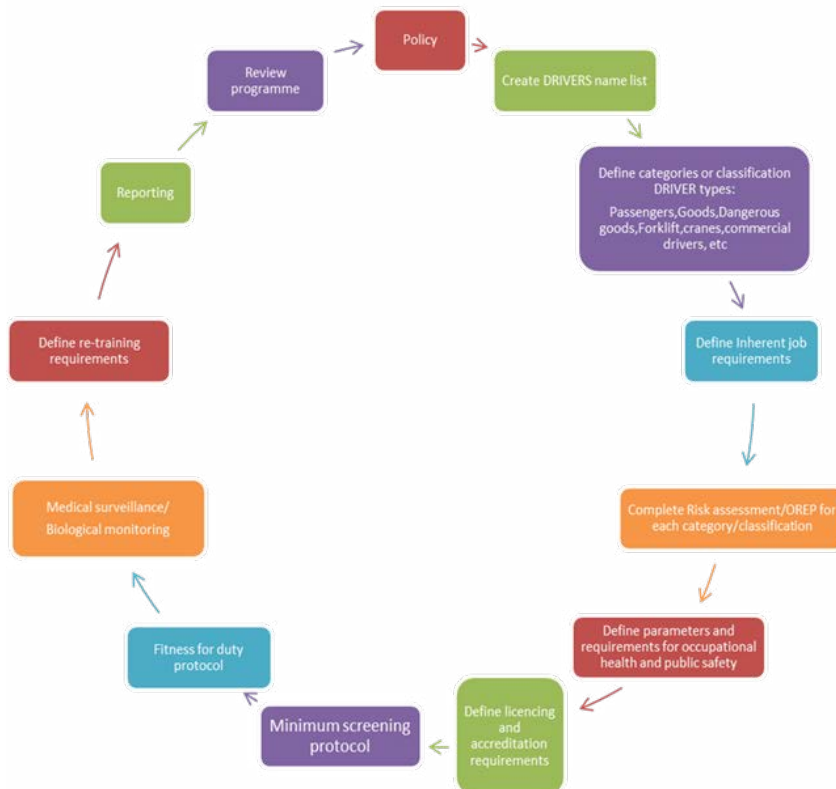 Policy
Create DRIVERS name list
Define categories or classification
DRIVER types:
Passengers,Goods,Dangerous
goods,Forklift,cranes,commercial
drivers, etc
Define Inherent job
requirements
Complete Risk assessment/OREP for
each category/classification
Define parameters and
requirements for occupational
health and public safety
Define licencing
and
accreditation
requirements
Minimum screening
protocol
Fitness for duty
protocol
Medical surveillance/
Biological monitoring
Define re-training
requirements
Reporting
Review
programme